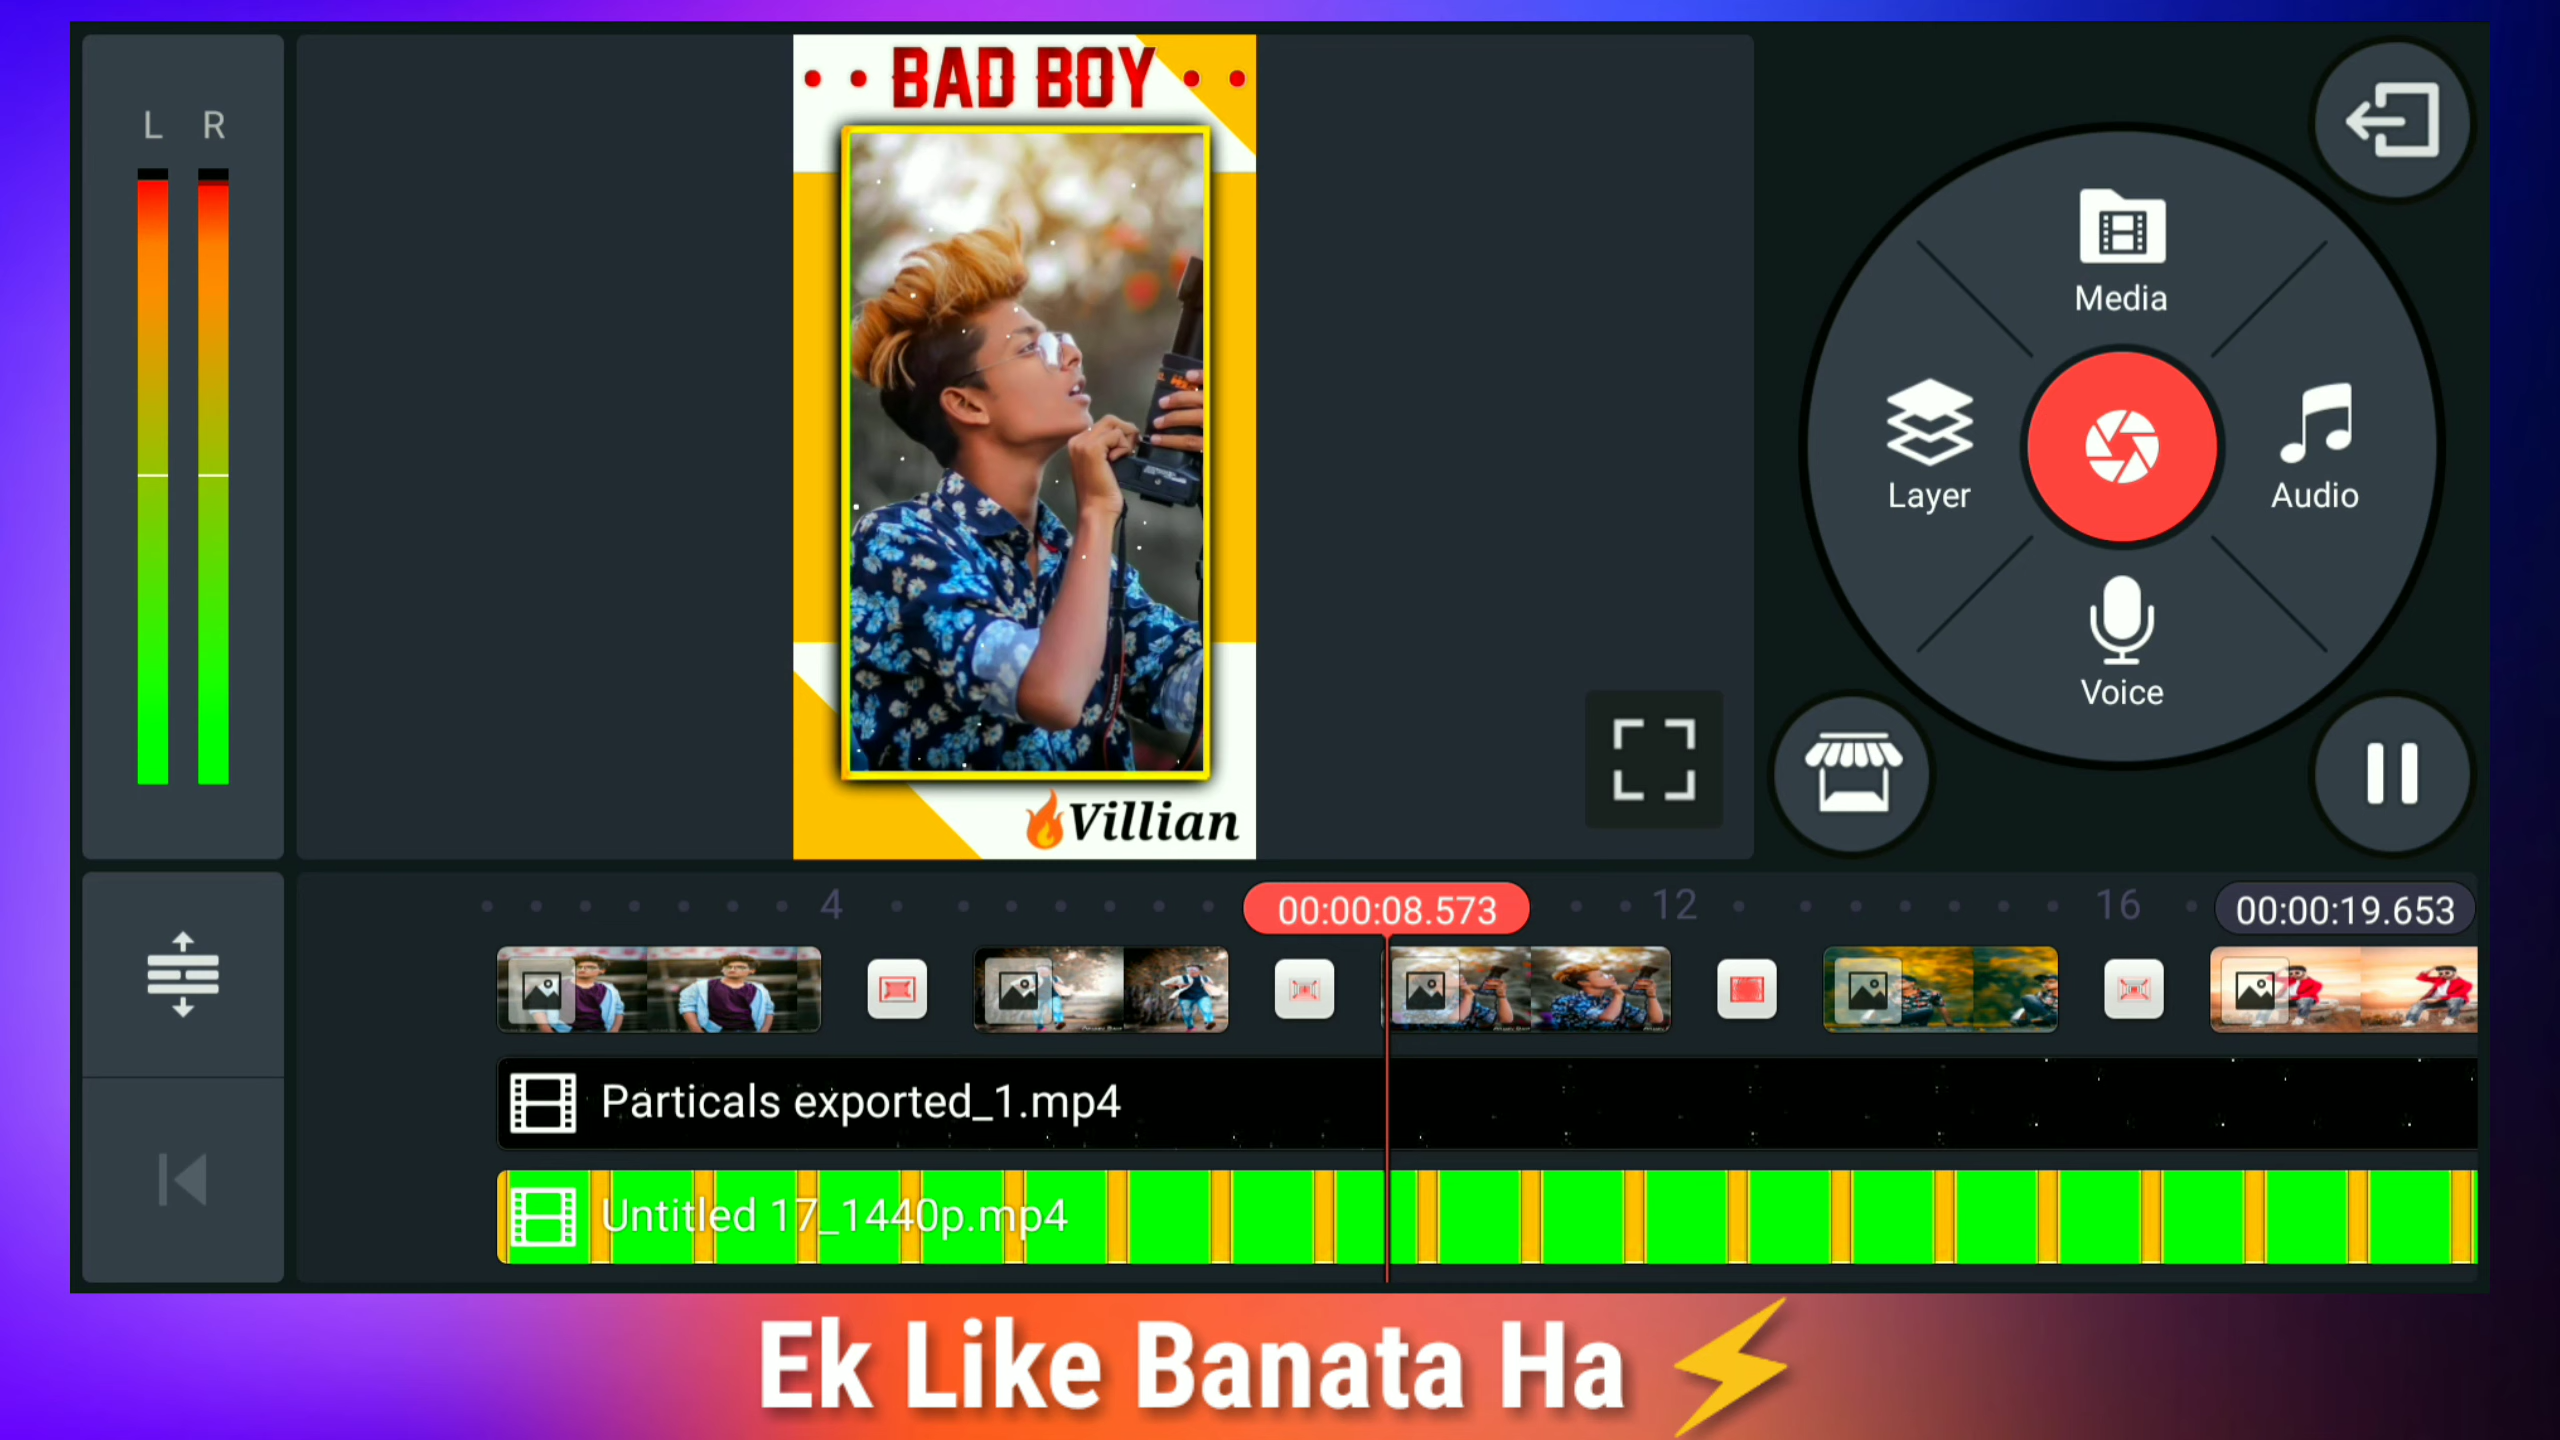 L R
• • BAD BOY • •
Media
Layer
Audio
Voice
🔥Villian
4
00:00:08.573
12
16
00:00:19.653
Particals exported_1.mp4
Untitled 17_1440p.mp4
Ek Like Banata Ha ⚡